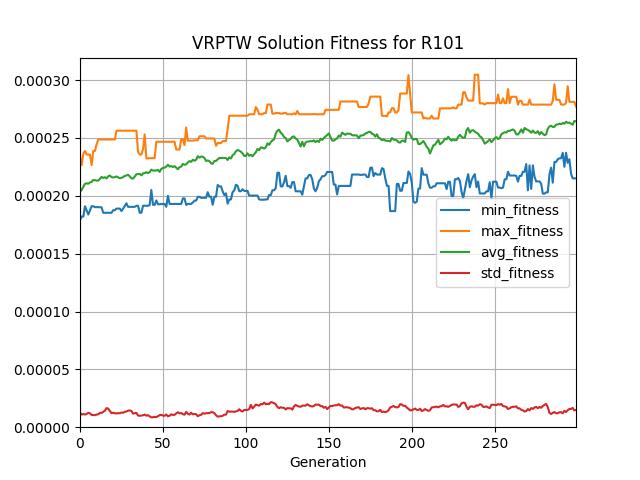 VRPTW Solution Fitness for R101
0.00030
0.00025
0.00020
0.00015
0.00010
0.00005
0.00000
min_fitness
max_fitness
avg_fitness
std_fitness
0 50 100 150 200 250
Generation